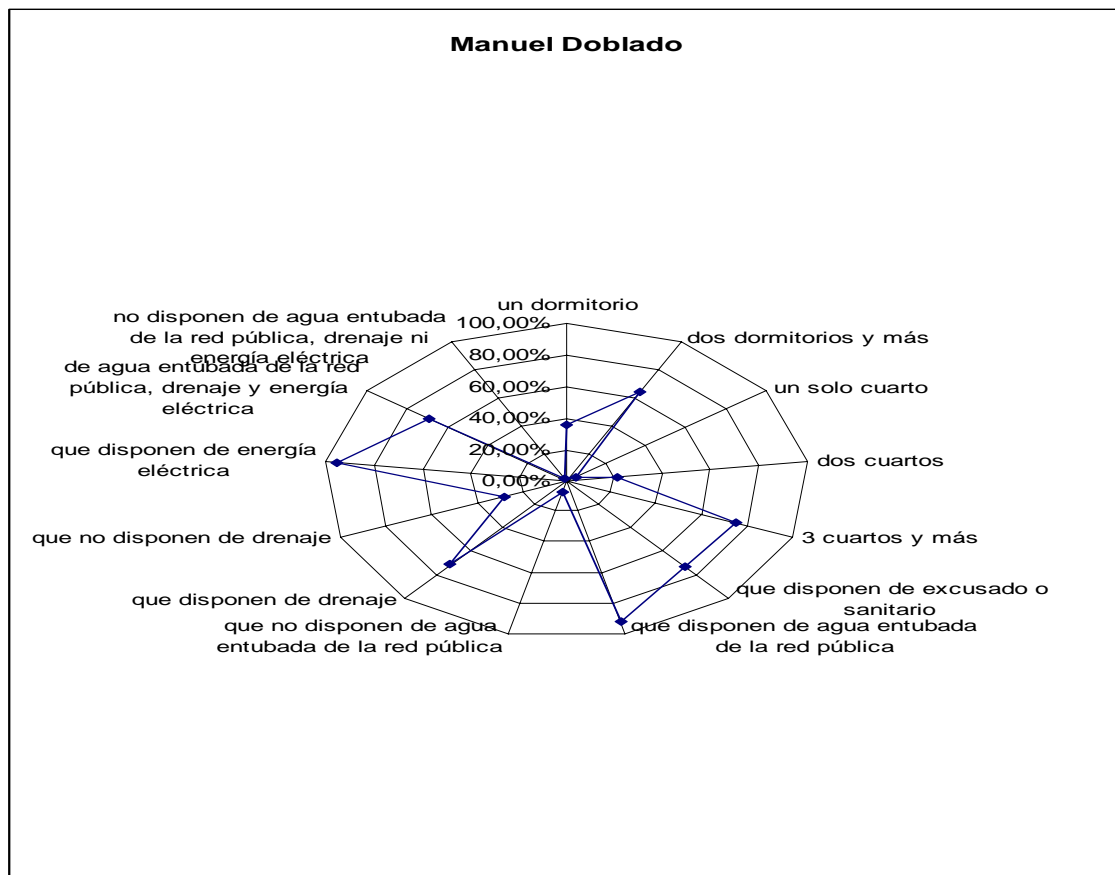 Manuel Doblado
un dormitorio
dos dormitorios y más
un solo cuarto
dos cuartos
3 cuartos y más
que disponen de excusado o
sanitario
que disponen de agua entubada
de la red pública
que no disponen de agua
entubada de la red pública
que disponen de drenaje
que no disponen de drenaje
que disponen de energía
eléctrica
de agua entubada de la red
pública, drenaje y energía
eléctrica
no disponen de agua entubada
de la red pública, drenaje ni
energía eléctrica
100,00%
80,00%
60,00%
40,00%
20,00%
0,00%